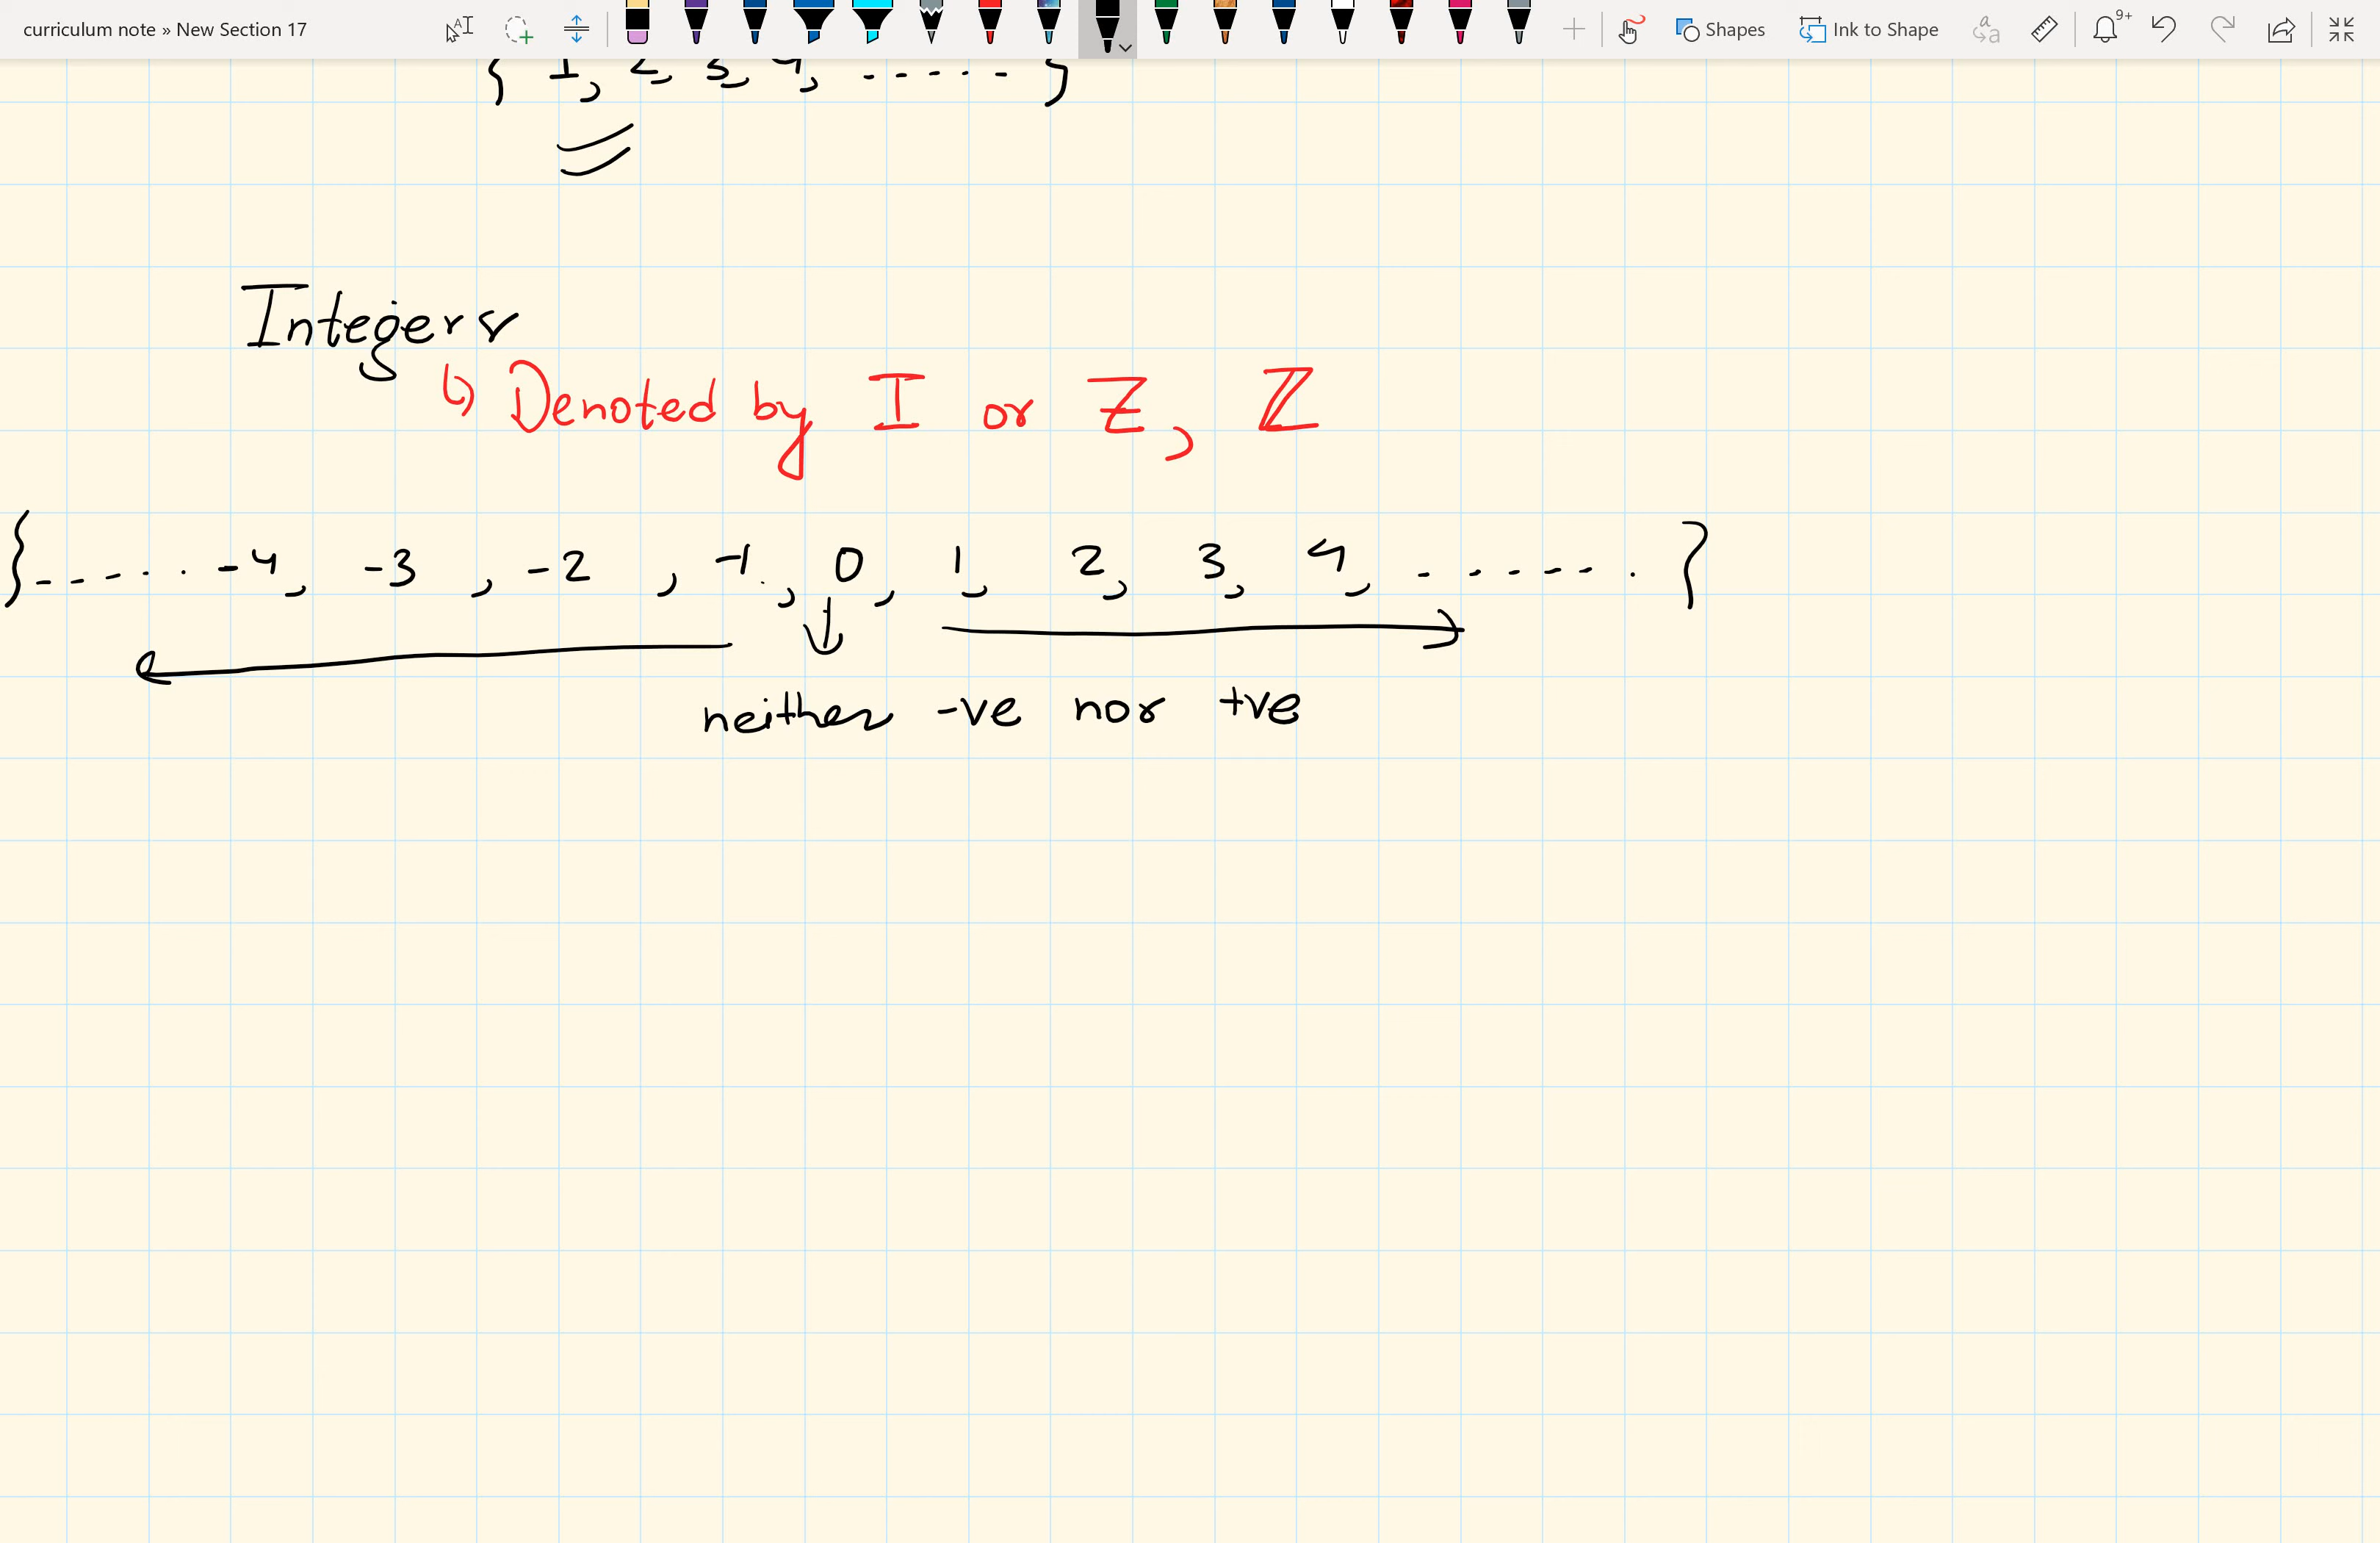 curriculum note » New Section 17
Shapes
Ink to Shape
9+
{ 1, 2, 3, 4, ...... }
Integers
Denoted by I or Z, ℤ
{ ...... -4, -3, -2, -1, 0, 1, 2, 3, 4, ...... }
neither -ve nor +ve